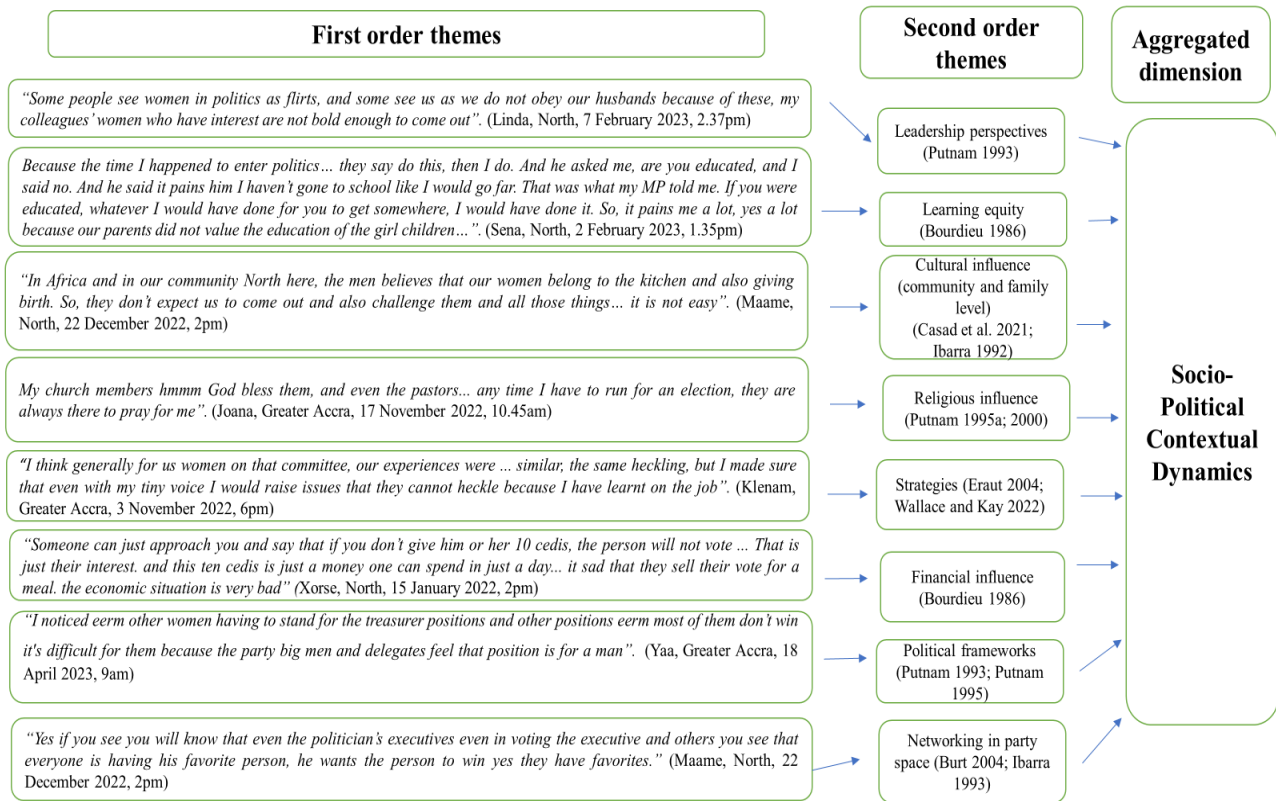 First order themes
Second order
themes
Aggregated
dimension
“Some people see women in politics as flirts, and some see us as we do not obey our husbands because of these, my
colleagues’ women who have interest are not bold enough to come out”. (Linda, North, 7 February 2023, 2.37pm)
Leadership perspectives
(Putnam 1993)
Because the time I happened to enter politics… they say do this, then I do. And he asked me, are you educated, and I
said no. And he said it pains him I haven’t gone to school like I would go far. That was what my MP told me. If you were
educated, whatever I would have done for you to get somewhere, I would have done it. So, it pains me a lot, yes a lot
because our parents did not value the education of the girl children…”. (Sena, North, 2 February 2023, 1.35pm)
Learning equity
(Bourdieu 1986)
“In Africa and in our community North here, the men believes that our women belong to the kitchen and also giving
birth. So, they don’t expect us to come out and also challenge them and all those things… it is not easy”. (Maame,
North, 22 December 2022, 2pm)
Cultural influence
(community and family
level)
(Casad et al. 2021;
Ibarra 1992)
My church members hmmm God bless them, and even the pastors… any time I have to run for an election, they are
always there to pray for me”. (Joana, Greater Accra, 17 November 2022, 10.45am)
Religious influence
(Putnam 1995a; 2000)
“I think generally for us women on that committee, our experiences were ... similar, the same heckling, but I made sure
that even with my tiny voice I would raise issues that they cannot heckle because I have learnt on the job”. (Klenam,
Greater Accra, 3 November 2022, 6pm)
Strategies (Eraut 2004;
Wallace and Kay 2022)
“Someone can just approach you and say that if you don’t give him or her 10 cedis, the person will not vote ... That is
just their interest. and this ten cedis is just a money one can spend in just a day... it sad that they sell their vote for a
meal. the economic situation is very bad” (Xorse, North, 15 January 2022, 2pm)
Financial influence
(Bourdieu 1986)
“I noticed eerm other women having to stand for the treasurer positions and other positions eerm most of them don’t win
it's difficult for them because the party big men and delegates feel that position is for a man”. (Yaa, Greater Accra, 18
April 2023, 9am)
Political frameworks
(Putnam 1993; Putnam
1995)
“Yes if you see you will know that even the politician’s executives even in voting the executive and others you see that
everyone is having his favorite person, he wants the person to win yes they have favorites.” (Maame, North, 22
December 2022, 2pm)
Networking in party
space (Burt 2004; Ibarra
1993)
Socio-
Political
Contextual
Dynamics